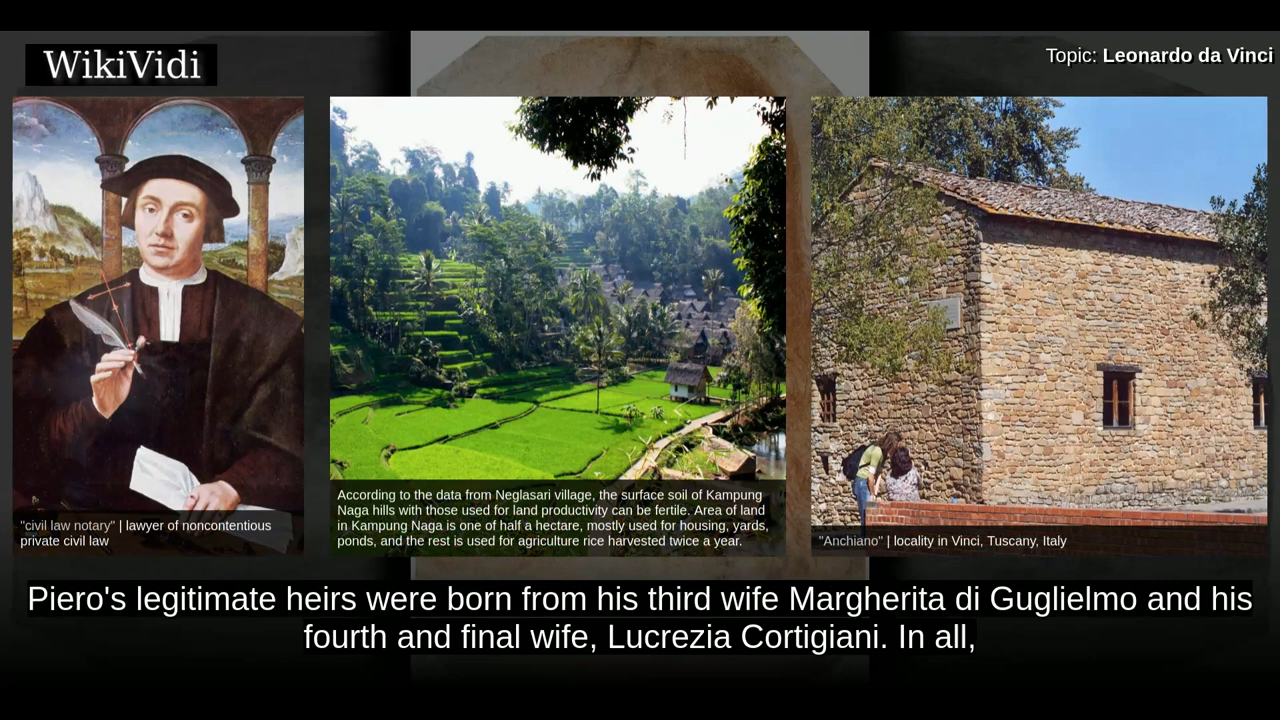 WikiVidi
Topic: Leonardo da Vinci
"civil law notary" | lawyer of noncontentious
private civil law
According to the data from Neglasari village, the surface soil of Kampung
Naga hills with those used for land productivity can be fertile. Area of land
in Kampung Naga is one of half a hectare, mostly used for housing, yards,
ponds, and the rest is used for agriculture rice harvested twice a year.
"Anchiano" | locality in Vinci, Tuscany, Italy
Piero's legitimate heirs were born from his third wife Margherita di Guglielmo and his
fourth and final wife, Lucrezia Cortigiani. In all,